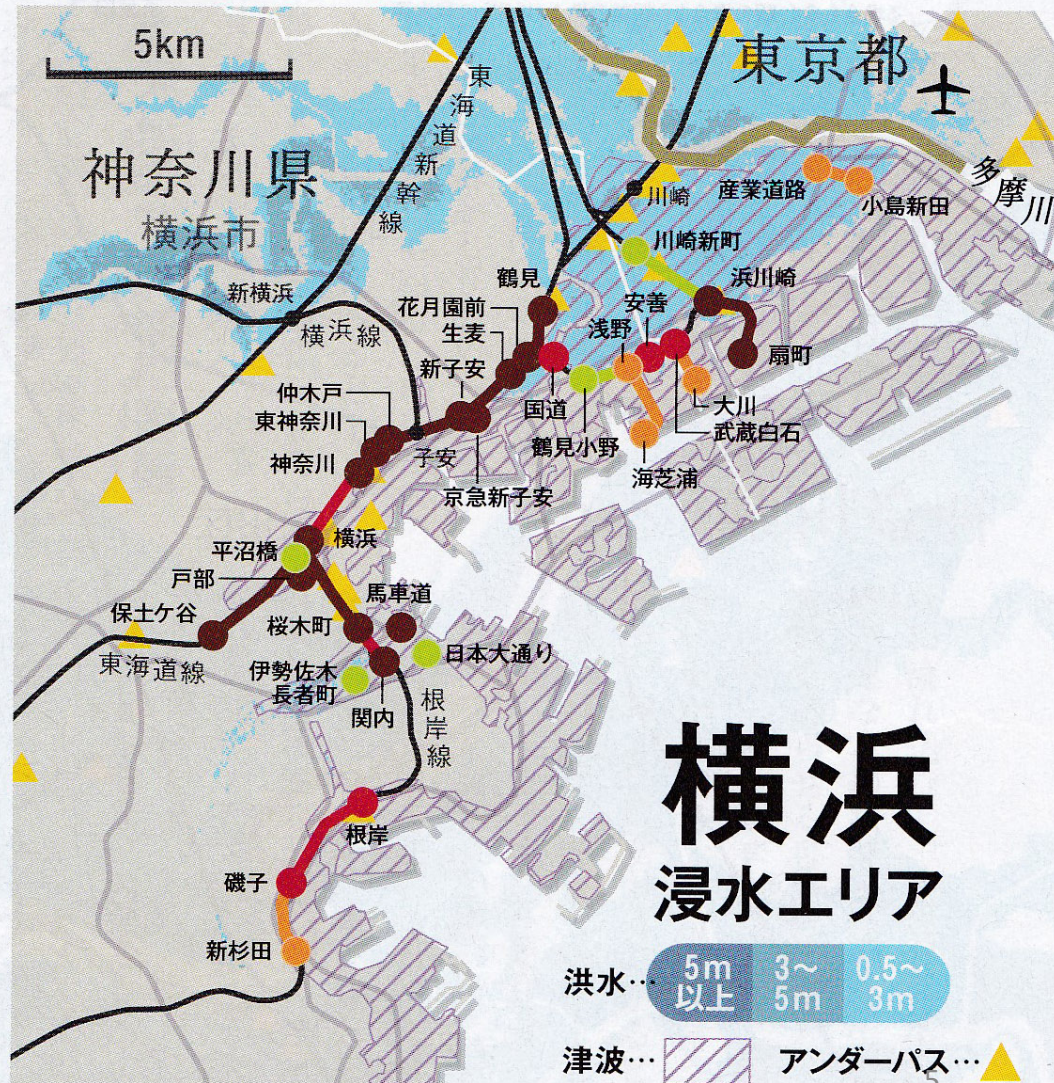 5km
東京都
東海道新幹線
神奈川県
横浜市
多摩川
川崎
産業道路
小島新田
川崎新町
鶴見
浜川崎
新横浜
花月園前
安善
横浜線
生麦
浅野
扇町
新子安
仲木戸
国道
大川
東神奈川
鶴見小野
武蔵白石
子安
神奈川
海芝浦
京急新子安
横浜
平沼橋
戸部
馬車道
保土ケ谷
桜木町
東海道線
日本大通り
伊勢佐木
長者町
関内
根岸線
横浜
根岸
浸水エリア
磯子
新杉田
洪水…
5m
以上
3〜
5m
0.5〜
3m
津波…
アンダーパス…